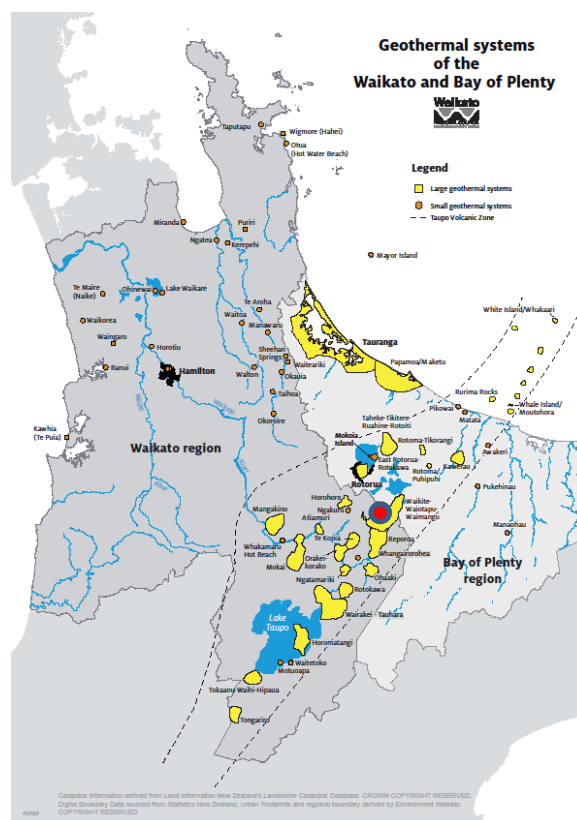 Geothermal systems
of the
Waikato and Bay of Plenty
Waikato
Legend
Large geothermal systems
Small geothermal systems
Taupo Volcanic Zone
Taputapu
Wigmore (Hahei)
Otua
(Hot Water Beach)
Miranda
Puriri
Ngatea
Kerepehi
Mayor Island
Te Maire
(Naike)
Ohinewai
Lake Waikare
White Island/Whakaari
Te Aroha
Waikorea
Waitoa
Manawaru
Tauranga
Waingaro
Horotiu
Sheehan
Springs
Waiteariki
Papamoa/Maketu
Ranui
Hamilton
Walton
Okauia
Rurima Rocks
Whale Island/
Moutohora
Taihoa
Pikowai
Matata
Okoroire
Taheke-Tikitere-
Ruahine-Rotoiti
Kawhia
(Te Puia)
Mokoia
Island
Rotoma-Tikorangi
Awakeri
Waikato region
East Rotorua-
Rotokawa
Kawerau
Rotoma/
Puhipuhi
Rotorua
Pukehinau
Horohoro
Waikite-
Waiotapu-
Waimangu
Mangakino
Ngakuru
Atiamuri
Manaohau
Te Kopia
Reporoa
Whakamaru
Hot Beach
Orakei-
korako
Whangairorohea
Bay of Plenty
region
Mokai
Ohaaki
Ngatamariki
Rotokawa
Wairakei - Tauhara
Lake
Taupo
Horomatangi
Waitetoko
Motuoapa
Tokaanu Waihi-Hipaua
Tongariro
Cadastral information derived from Land Information New Zealand's Landonline Cadastral Database, CROWN COPYRIGHT RESERVED.
Digital Boundary Data sourced from Statistics New Zealand. Urban Footprints and regional boundary derived by Environment Waikato,
COPYRIGHT RESERVED.